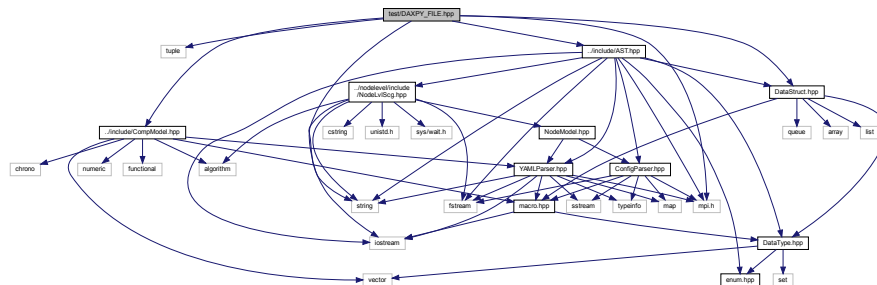 test/DAXPY_FILE.hpp
tuple
../include/AST.hpp
../nodelevel/include
/NodeLvlScg.hpp
DataStruct.hpp
../include/CompModel.hpp
cstring
unistd.h
sys/wait.h
NodeModel.hpp
queue
array
list
chrono
numeric
functional
algorithm
YAMLParser.hpp
ConfigParser.hpp
string
fstream
macro.hpp
sstream
typeinfo
map
mpi.h
iostream
DataType.hpp
vector
enum.hpp
set